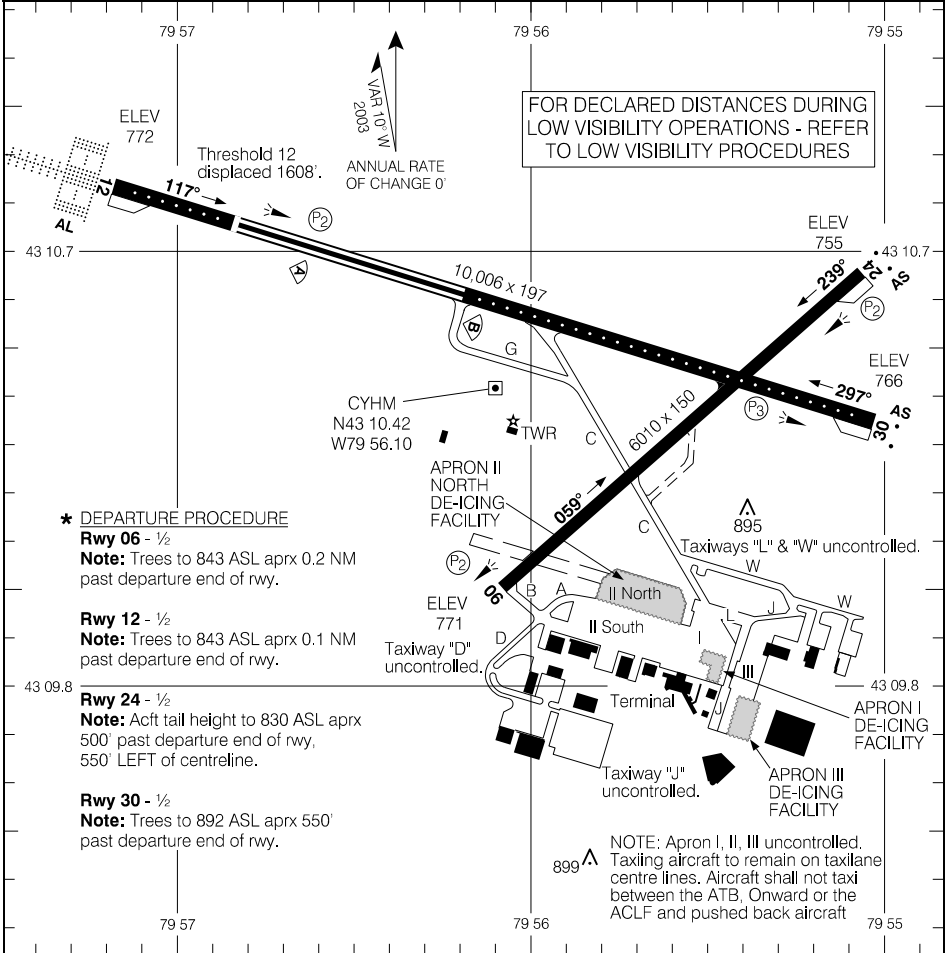 79 57
79 56
79 55
VAR 10° W
2003
ANNUAL RATE
OF CHANGE 0'
FOR DECLARED DISTANCES DURING
LOW VISIBILITY OPERATIONS - REFER
TO LOW VISIBILITY PROCEDURES
ELEV
772
Threshold 12
displaced 1608'.
12
117°
P2
AL
ELEV
755
43 10.7
43 10.7
24
AS
239°
P2
A
10,006 x 197
B
G
ELEV
766
297°
AS
30
P3
CYHM
N43 10.42
W79 56.10
TWR
C
6010 x 150
APRON II
NORTH
DE-ICING
FACILITY
059°
C
895
Taxiways "L" & "W" uncontrolled.
W
W
* DEPARTURE PROCEDURE
Rwy 06 - ½
Note: Trees to 843 ASL aprx 0.2 NM
past departure end of rwy.
Rwy 12 - ½
Note: Trees to 843 ASL aprx 0.1 NM
past departure end of rwy.
Rwy 24 - ½
Note: Acft tail height to 830 ASL aprx
500' past departure end of rwy,
550' LEFT of centreline.
Rwy 30 - ½
Note: Trees to 892 ASL aprx 550'
past departure end of rwy.
P2
06
ELEV
771
B
A
II North
II South
L
J
I
D
Taxiway "D"
uncontrolled.
III
43 09.8
43 09.8
Terminal
J
APRON I
DE-ICING
FACILITY
Taxiway "J"
uncontrolled.
APRON III
DE-ICING
FACILITY
899
NOTE: Apron I, II, III uncontrolled.
Taxiing aircraft to remain on taxilane
centre lines. Aircraft shall not taxi
between the ATB, Onward or the
ACLF and pushed back aircraft
79 57
79 56
79 55